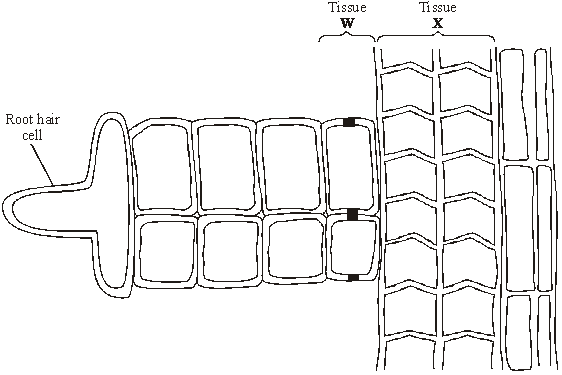 Tissue
W
Tissue
X
Root hair
cell